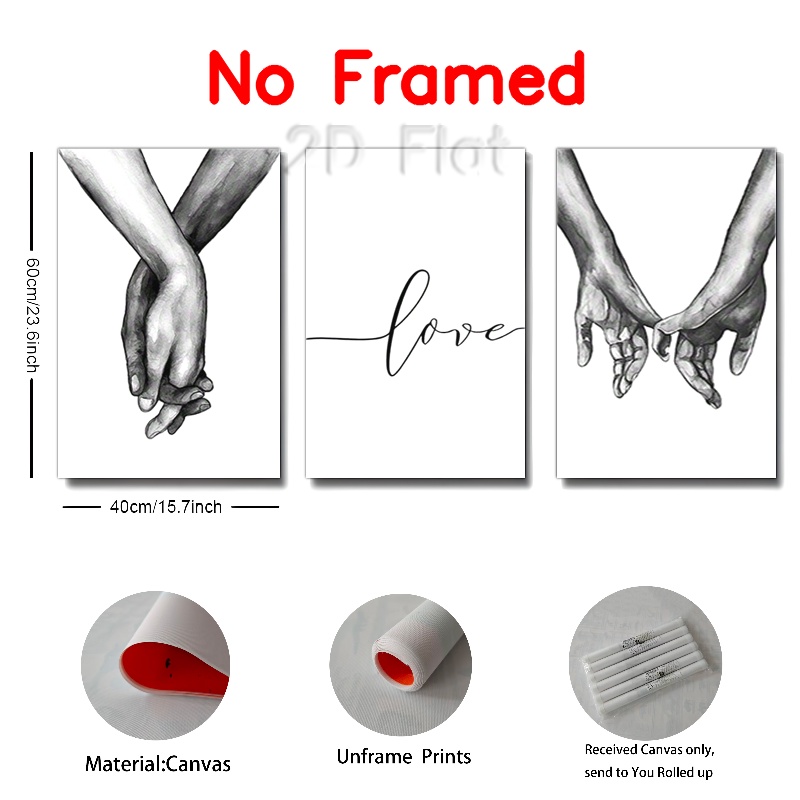 No Framed
2D Flat
60cm/23.6inch
love
40cm/15.7inch
Material:Canvas
Unframe Prints
Received Canvas only,
send to You Rolled up